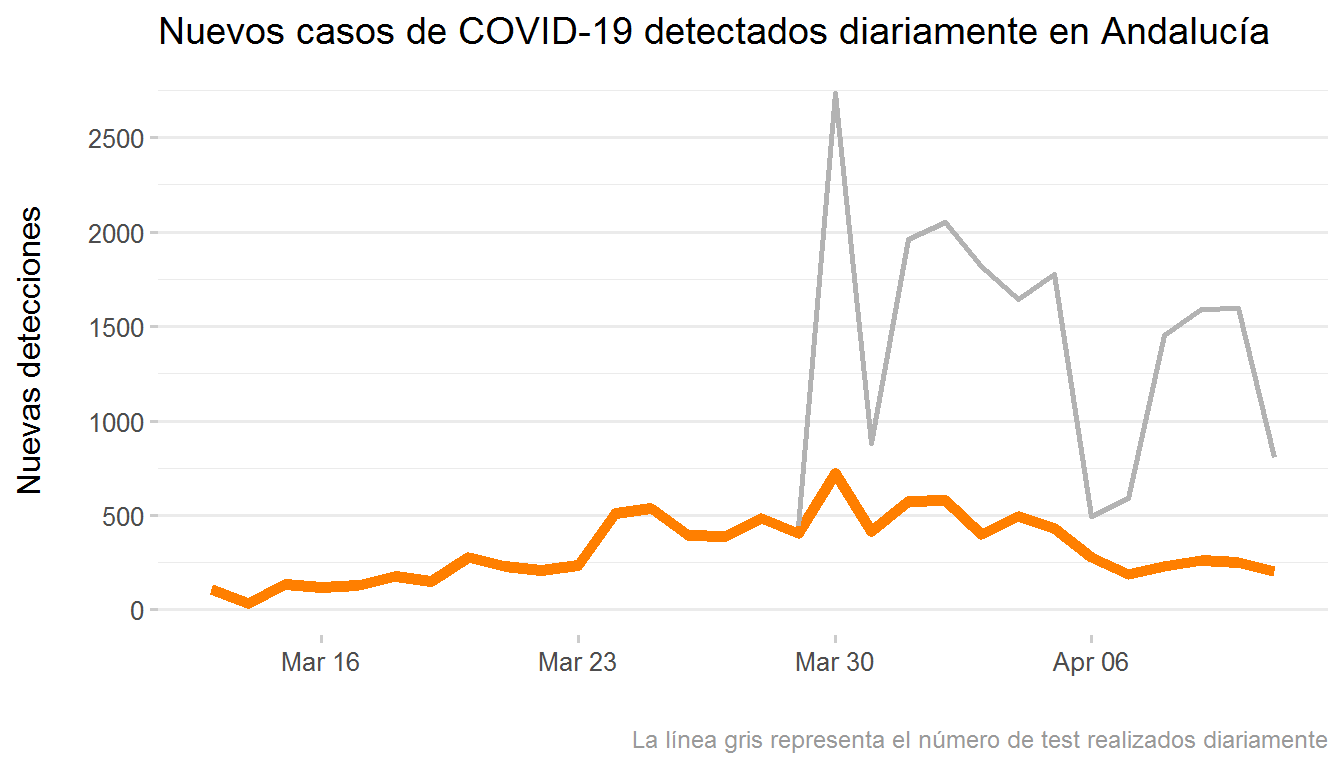 Nuevos casos de COVID-19 detectados diariamente en Andalucía
Nuevas detecciones
2500
2000
1500
1000
500
0
Mar 16 Mar 23 Mar 30 Apr 06
La línea gris representa el número de test realizados diariamente